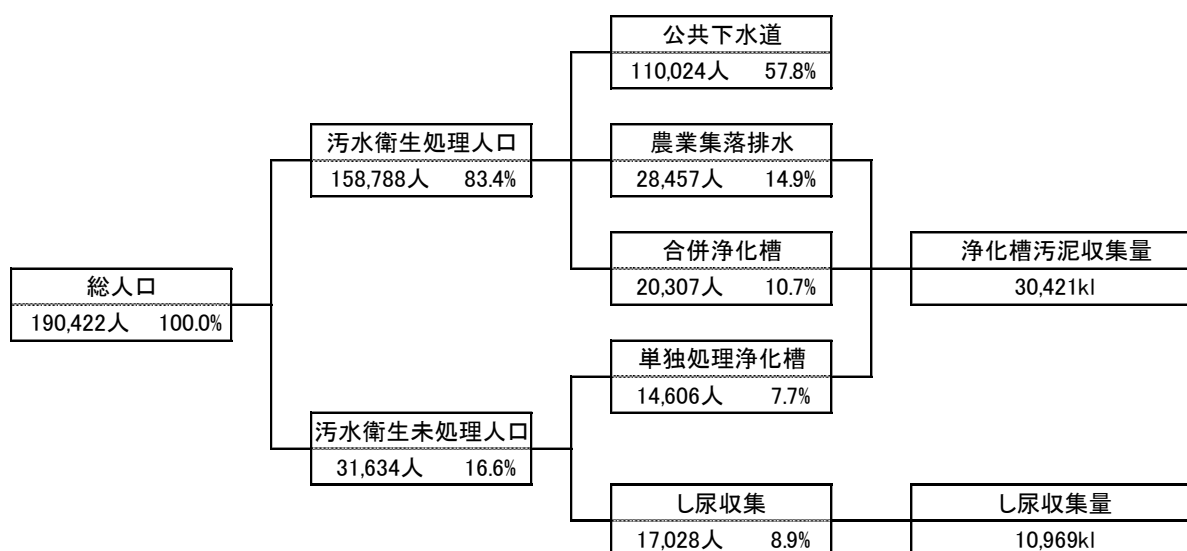 公共下水道
110,024人 57.8%
汚水衛生処理人口
158,788人 83.4%
農業集落排水
28,457人 14.9%
合併浄化槽
20,307人 10.7%
浄化槽汚泥収集量
30,421kl
総人口
190,422人 100.0%
単独処理浄化槽
14,606人 7.7%
汚水衛生未処理人口
31,634人 16.6%
し尿収集
17,028人 8.9%
し尿収集量
10,969kl